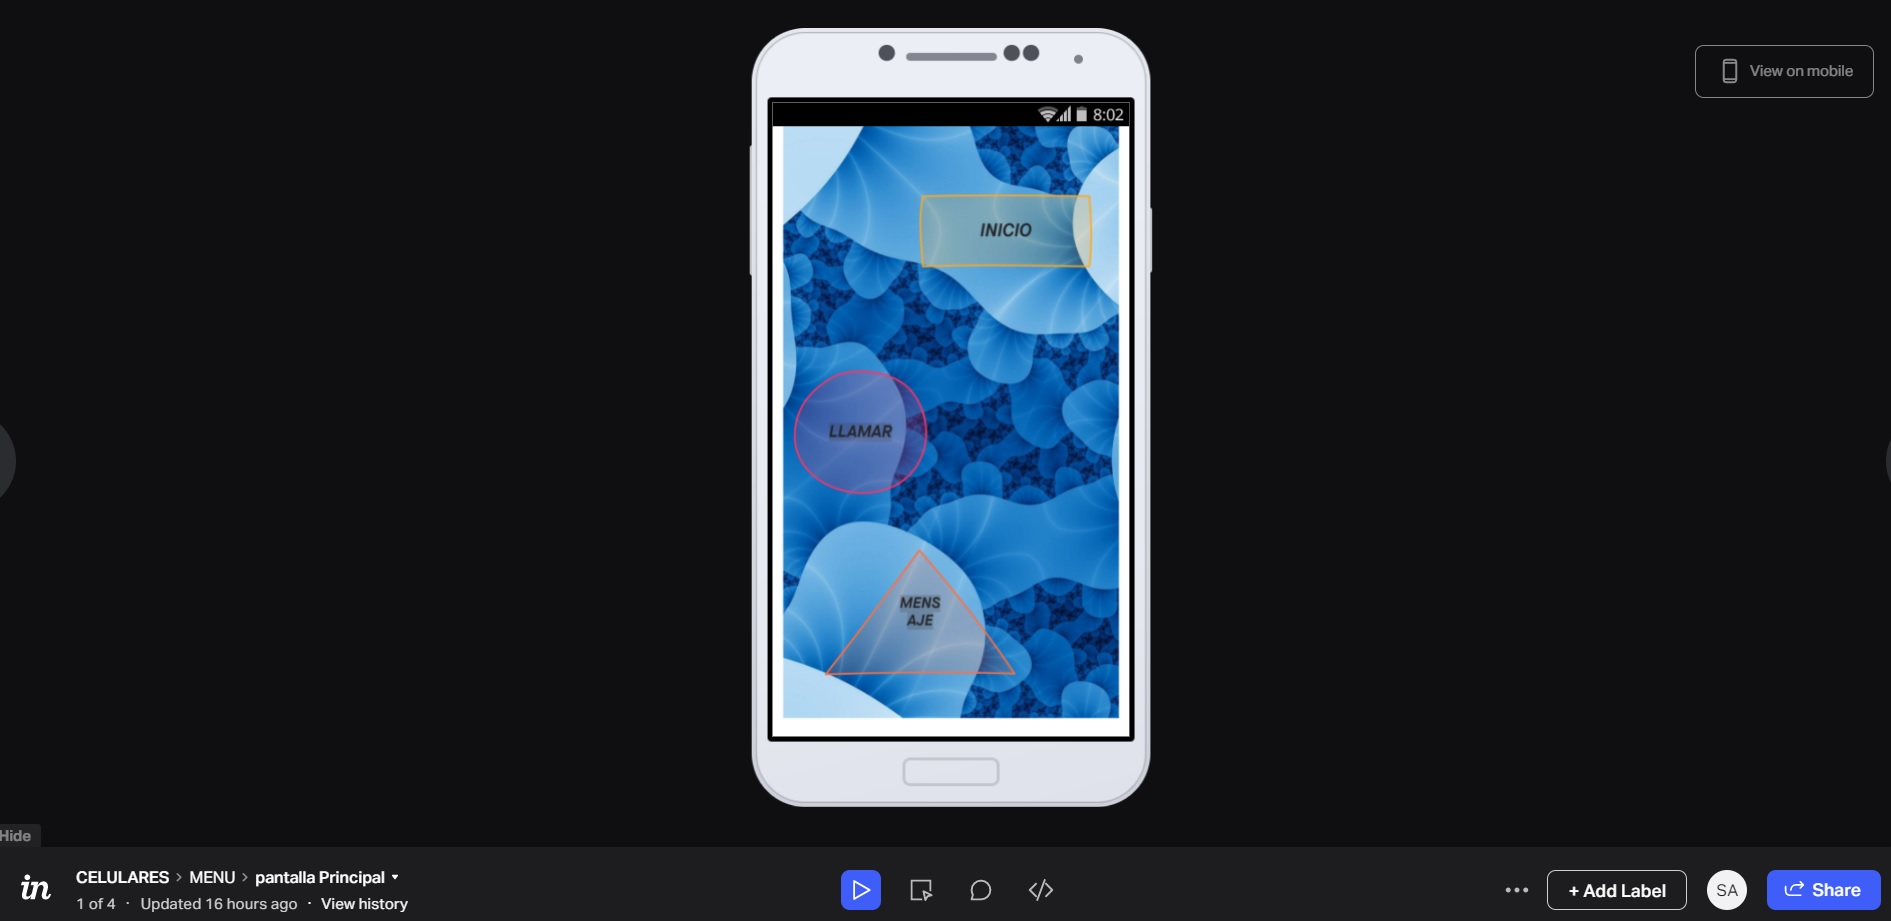 View on mobile
8:02
INICIO
LLAMAR
MENS
AJE
Hide
in
CELULARES > MENU > pantalla Principal
1 of 4 · Updated 16 hours ago · View history
+ Add Label
SA
Share